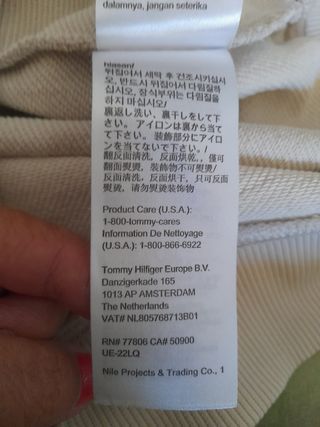 dalamnya, jangan seterika
hiasan/
뒤집어서 세탁 후 건조시키십시
오, 반드시 뒤집어서 다림질하
십시오, 장식부위는 다림질을
하지 마십시오/
裏返し洗い、裏干しをして下
さい。アイロンは裏から当て
て下さい。装飾部分にアイロ
ンを当てないで下さい。/
翻反面清洗，反面烘乾，，僅可
翻面熨燙，裝飾物不可熨燙/
反面清洗，反面烘干，只可反面
熨烫，请勿熨烫装饰物
Product Care (U.S.A.):
1-800-tommy-cares
Information De Nettoyage
(U.S.A.): 1-800-866-6922
Tommy Hilfiger Europe B.V.
Danzigerkade 165
1013 AP AMSTERDAM
The Netherlands
VAT# NL805768713B01
RN# 77806 CA# 50900
UE-22LQ
Nile Projects & Trading Co., 1